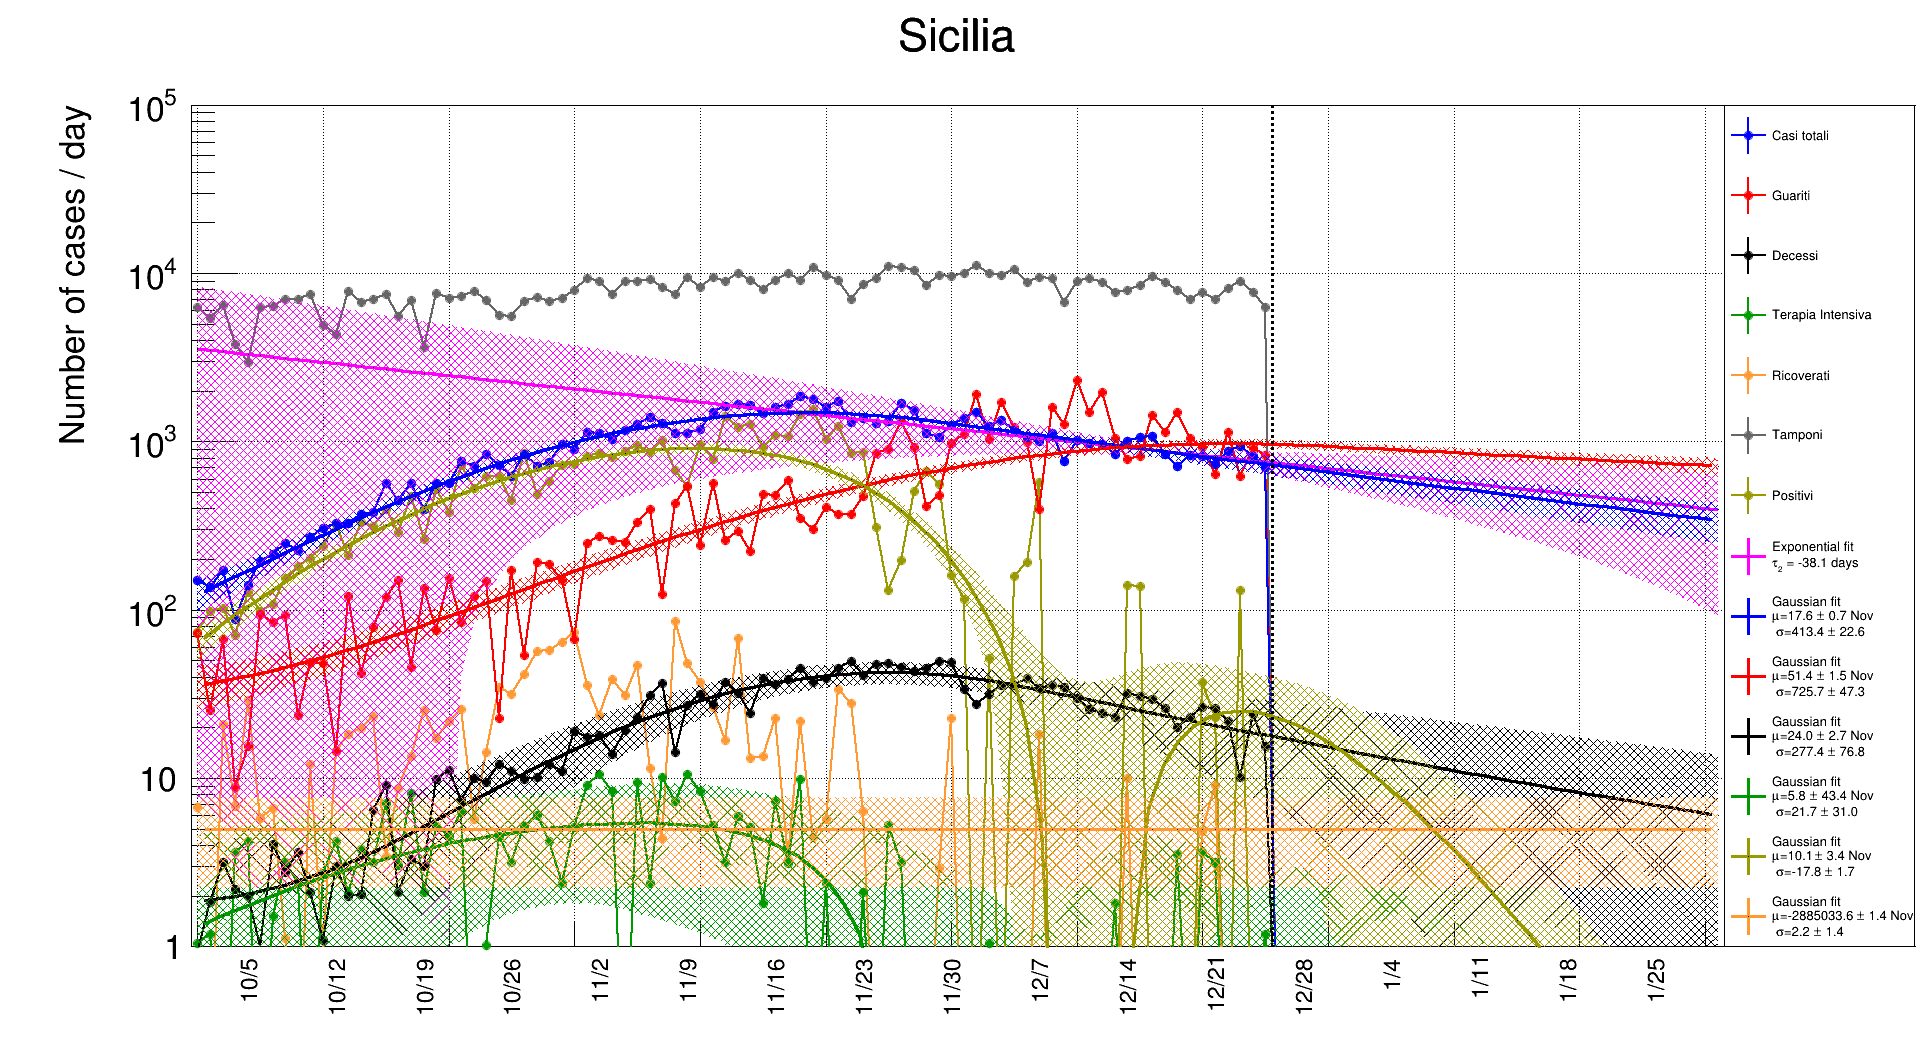 Sicilia
Number of cases / day
10^5
10^4
10^3
10^2
10
1
10/5
10/12
10/19
10/26
11/2
11/9
11/16
11/23
11/30
12/7
12/14
12/21
12/28
1/4
1/11
1/18
1/25
Casi totali
Guariti
Decessi
Terapia Intensiva
Ricoverati
Tamponi
Positivi
Exponential fit
τ₂ = -38.1 days
Gaussian fit
μ=17.6 ± 0.7 Nov
σ=413.4 ± 22.6
Gaussian fit
μ=51.4 ± 1.5 Nov
σ=725.7 ± 47.3
Gaussian fit
μ=24.0 ± 2.7 Nov
σ=277.4 ± 76.8
Gaussian fit
μ=5.8 ± 43.4 Nov
σ=21.7 ± 31.0
Gaussian fit
μ=10.1 ± 3.4 Nov
σ=-17.8 ± 1.7
Gaussian fit
μ=-2885033.6 ± 1.4 Nov
σ=2.2 ± 1.4